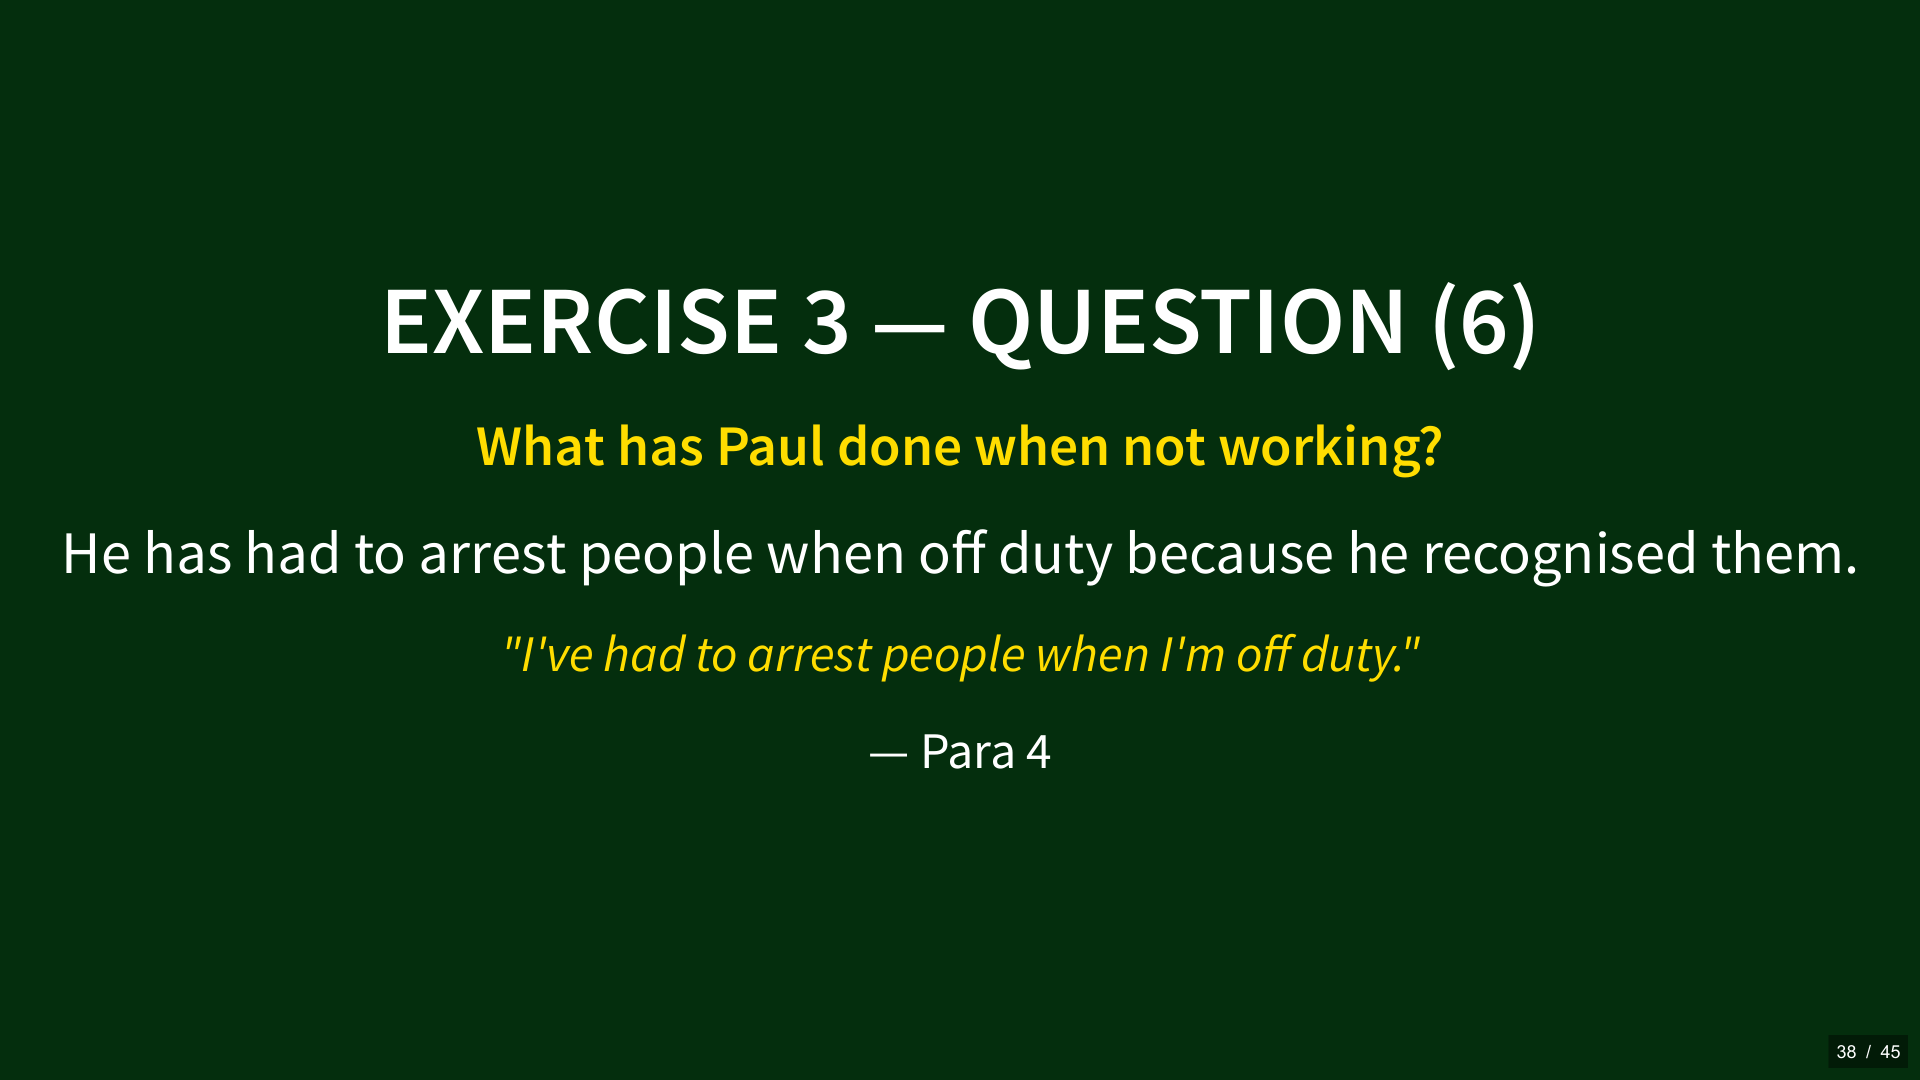 EXERCISE 3 — QUESTION (6)
What has Paul done when not working?
He has had to arrest people when off duty because he recognised them.
"I've had to arrest people when I'm off duty."
— Para 4
38 / 45